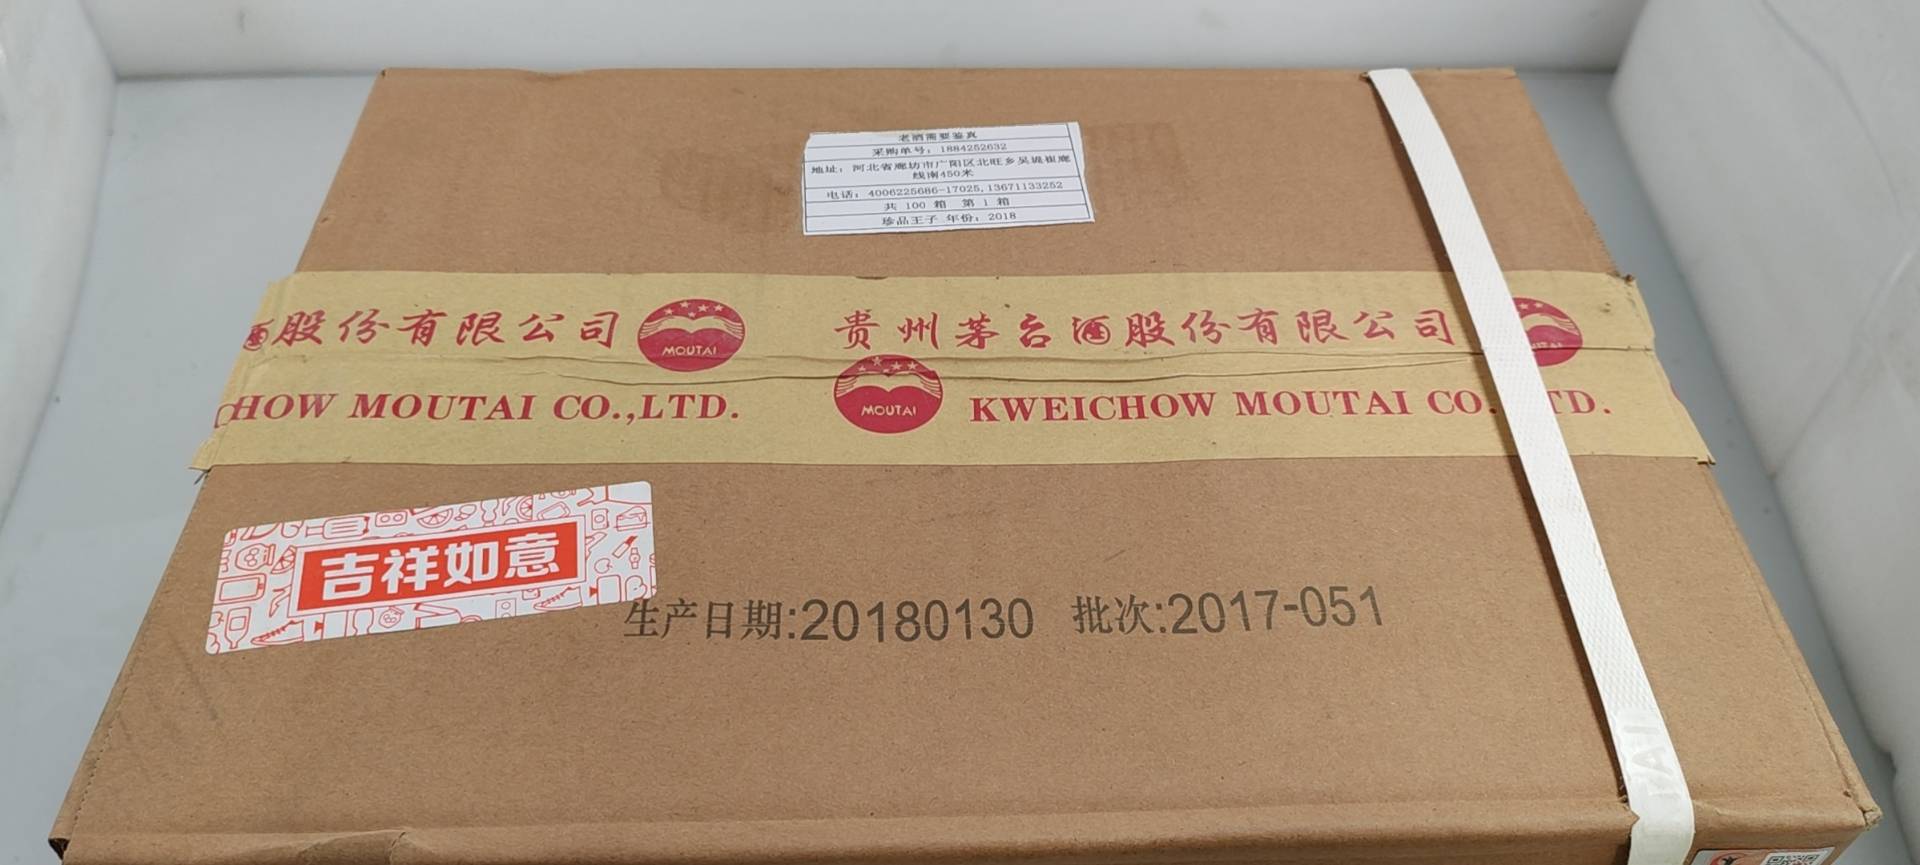 老酒需要鉴真
采购单号：1884252632
地址：河北省廊坊市广阳区北旺乡吴堤崔廊
线南450米
电话：4006225686-17025,13671133252
共 100 箱 第 1 箱
珍品王子 年份：2018
酒股份有限公司 MOUTAI 贵州茅台酒股份有限公司
CHOW MOUTAI CO.,LTD. MOUTAI KWEICHOW MOUTAI CO. TD.
吉祥如意
生产日期:20180130 批次:2017-051
TAI